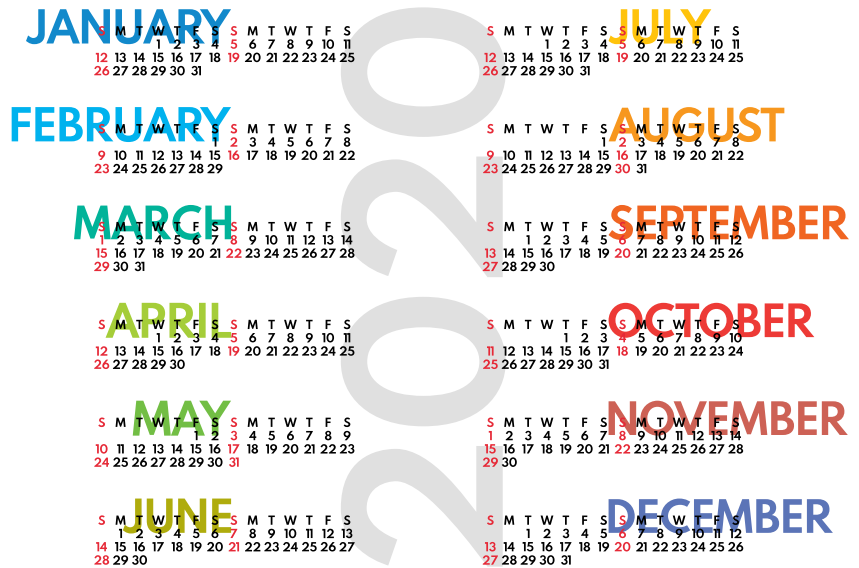 JANUARY
S M T W T F S S M T W T F S
1 2 3 4 5 6 7 8 9 10 11
12 13 14 15 16 17 18 19 20 21 22 23 24 25
26 27 28 29 30 31
FEBRUARY
S M T W T F S S M T W T F S
1 2 3 4 5 6 7 8
9 10 11 12 13 14 15 16 17 18 19 20 21 22
23 24 25 26 27 28 29
MARCH
S M T W T F S S M T W T F S
1 2 3 4 5 6 7 8 9 10 11 12 13 14
15 16 17 18 19 20 21 22 23 24 25 26 27 28
29 30 31
APRIL
S M T W T F S S M T W T F S
1 2 3 4 5 6 7 8 9 10 11
12 13 14 15 16 17 18 19 20 21 22 23 24 25
26 27 28 29 30
MAY
S M T W T F S S M T W T F S
1 2 3 4 5 6 7 8 9
10 11 12 13 14 15 16 17 18 19 20 21 22 23
24 25 26 27 28 29 30 31
JUNE
S M T W T F S S M T W T F S
1 2 3 4 5 6 7 8 9 10 11 12 13
14 15 16 17 18 19 20 21 22 23 24 25 26 27
28 29 30
2020
JULY
S M T W T F S S M T W T F S
1 2 3 4 5 6 7 8 9 10 11
12 13 14 15 16 17 18 19 20 21 22 23 24 25
26 27 28 29 30 31
AUGUST
S M T W T F S S M T W T F S
1 2 3 4 5 6 7 8
9 10 11 12 13 14 15 16 17 18 19 20 21 22
23 24 25 26 27 28 29 30 31
SEPTEMBER
S M T W T F S S M T W T F S
1 2 3 4 5 6 7 8 9 10 11 12
13 14 15 16 17 18 19 20 21 22 23 24 25 26
27 28 29 30
OCTOBER
S M T W T F S S M T W T F S
1 2 3 4 5 6 7 8 9 10
11 12 13 14 15 16 17 18 19 20 21 22 23 24
25 26 27 28 29 30 31
NOVEMBER
S M T W T F S S M T W T F S
1 2 3 4 5 6 7 8 9 10 11 12 13 14
15 16 17 18 19 20 21 22 23 24 25 26 27 28
29 30
DECEMBER
S M T W T F S S M T W T F S
1 2 3 4 5 6 7 8 9 10 11 12
13 14 15 16 17 18 19 20 21 22 23 24 25 26
27 28 29 30 31